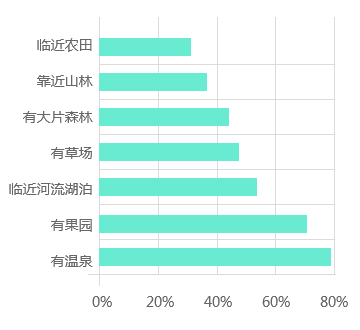 临近农田
靠近山林
有大片森林
有草场
临近河流湖泊
有果园
有温泉
0% 20% 40% 60% 80%